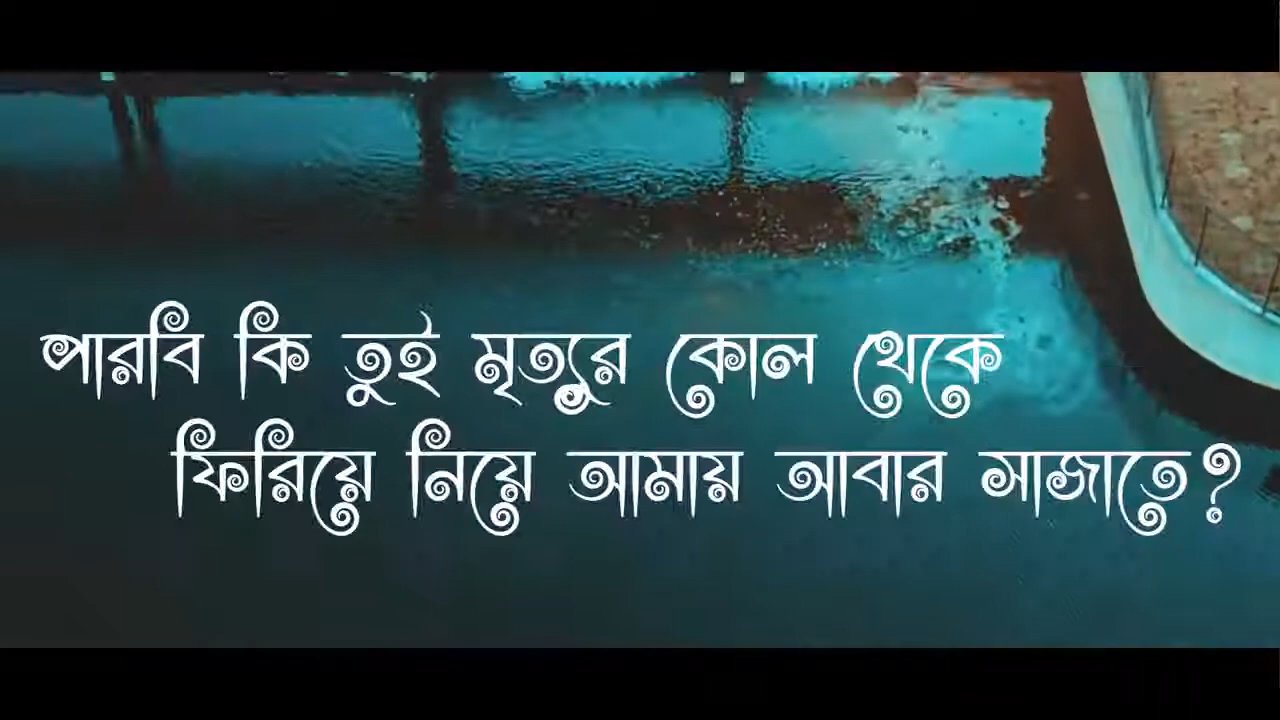 পারবি কি তুই মৃত্যুর কোল থেকে
ফিরিয়ে নিয়ে আমায় আবার সাজাতে?